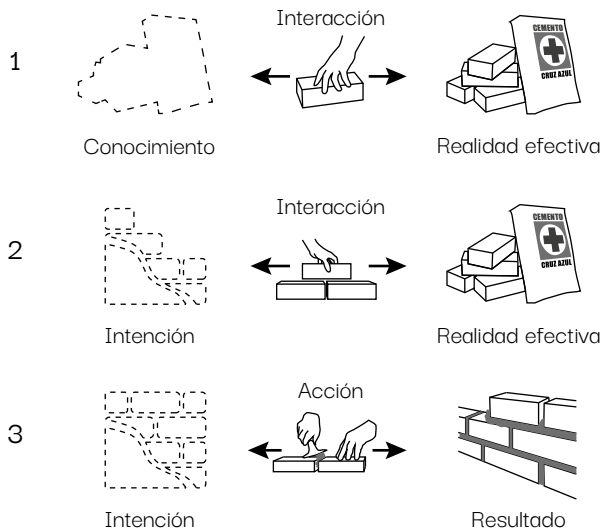 1
Interacción
CEMENTO
CRUZ AZUL
Conocimiento
Realidad efectiva
2
Interacción
CEMENTO
CRUZ AZUL
Intención
Realidad efectiva
3
Acción
Intención
Resultado